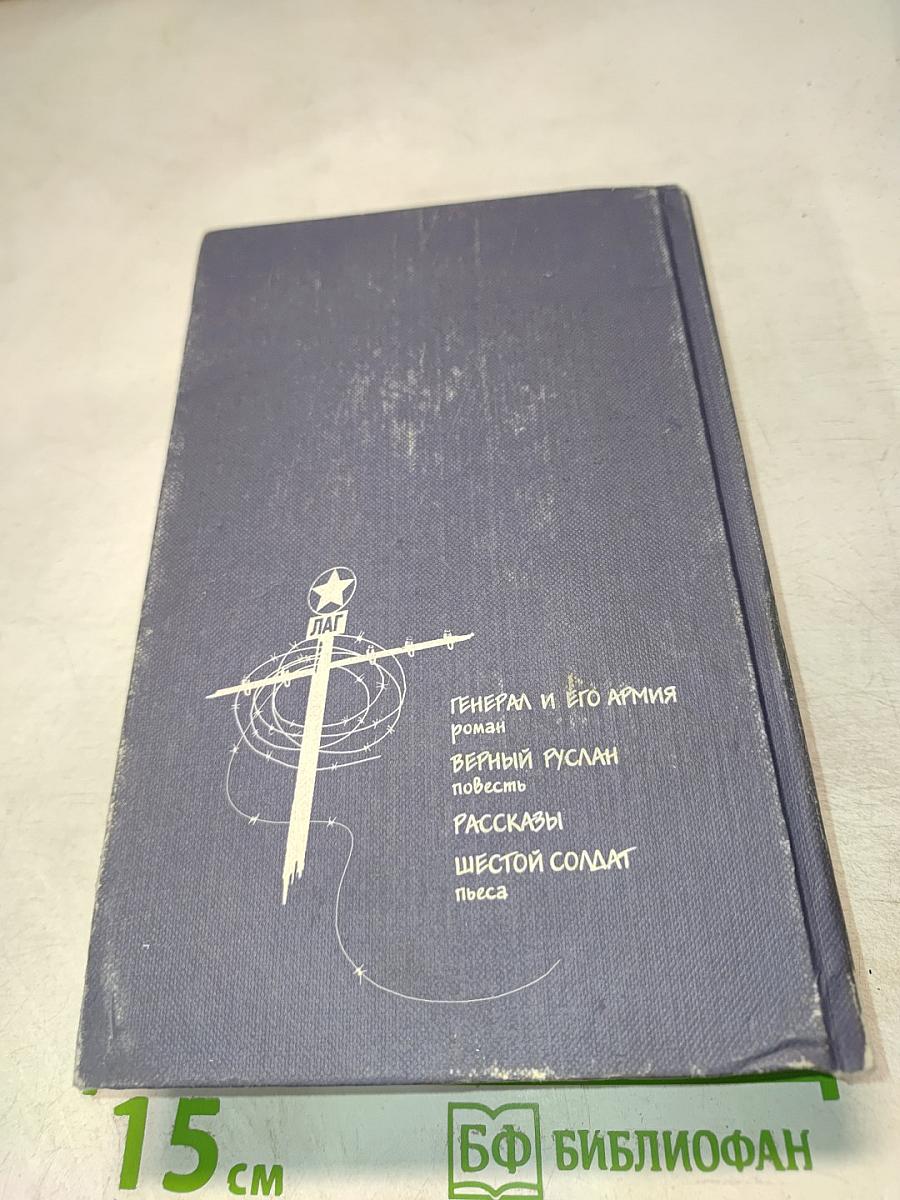 ЛАГ
ГЕНЕРАЛ И ЕГО АРМИЯ
роман
ВЕРНЫЙ РУСЛАН
повесть
РАССКАЗЫ
ШЕСТОЙ СОЛДАТ
пьеса
15 см
БФ БИБЛИОФАН